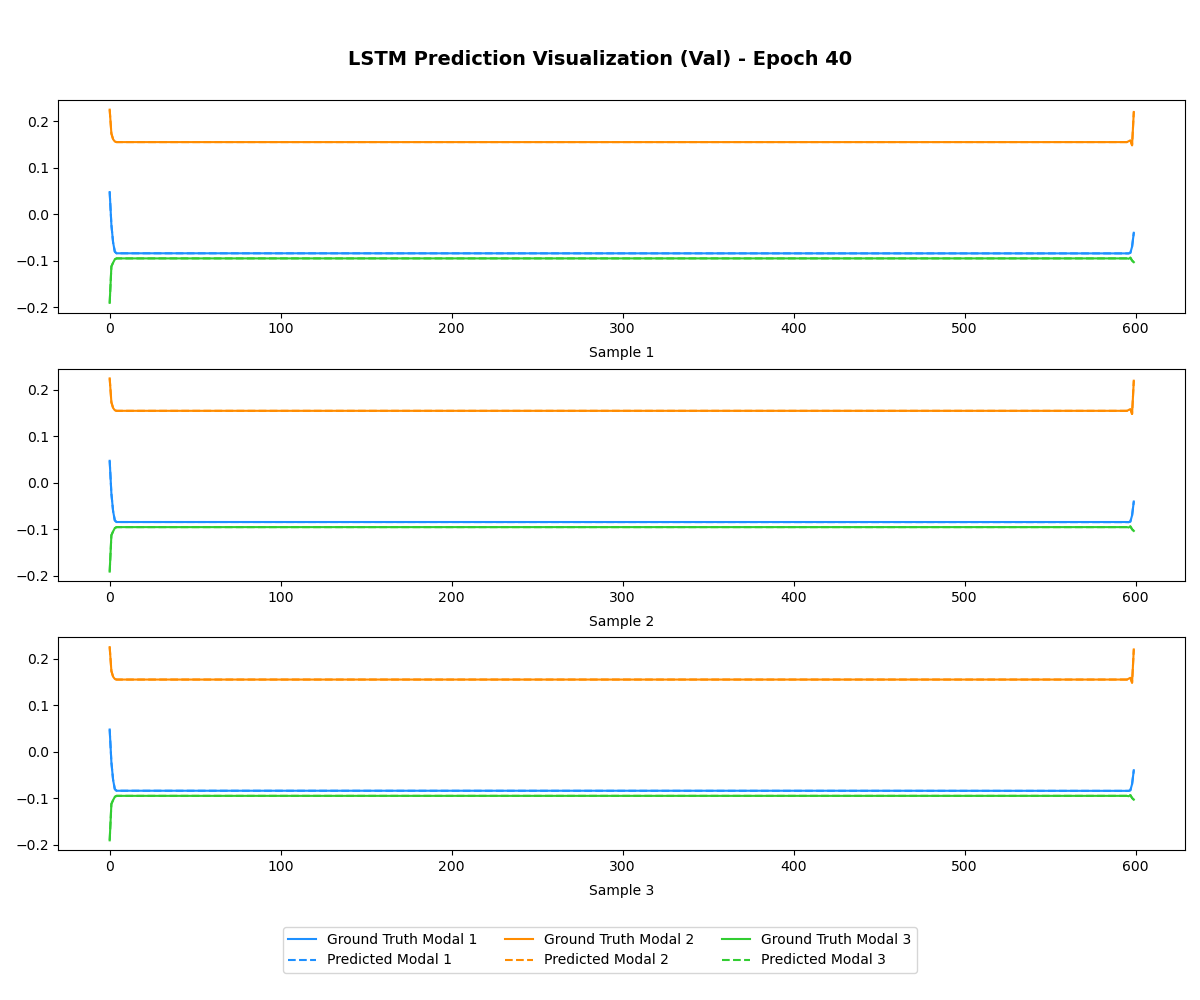 LSTM Prediction Visualization (Val) - Epoch 40
0.2
0.1
0.0
−0.1
−0.2
0 100 200 300 400 500 600
Sample 1
0.2
0.1
0.0
−0.1
−0.2
0 100 200 300 400 500 600
Sample 2
0.2
0.1
0.0
−0.1
−0.2
0 100 200 300 400 500 600
Sample 3
Ground Truth Modal 1 Ground Truth Modal 2 Ground Truth Modal 3
Predicted Modal 1 Predicted Modal 2 Predicted Modal 3